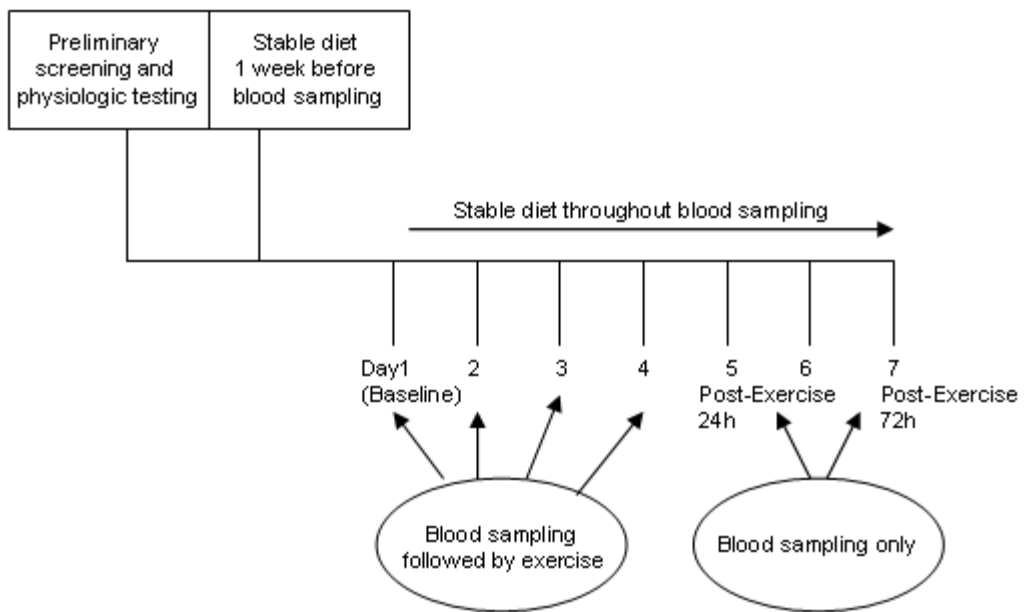 Preliminary
screening and
physiologic testing
Stable diet
1 week before
blood sampling
Stable diet throughout blood sampling
Day1
(Baseline)
2
3
4
5
Post-Exercise
24h
6
7
Post-Exercise
72h
Blood sampling
followed by exercise
Blood sampling only